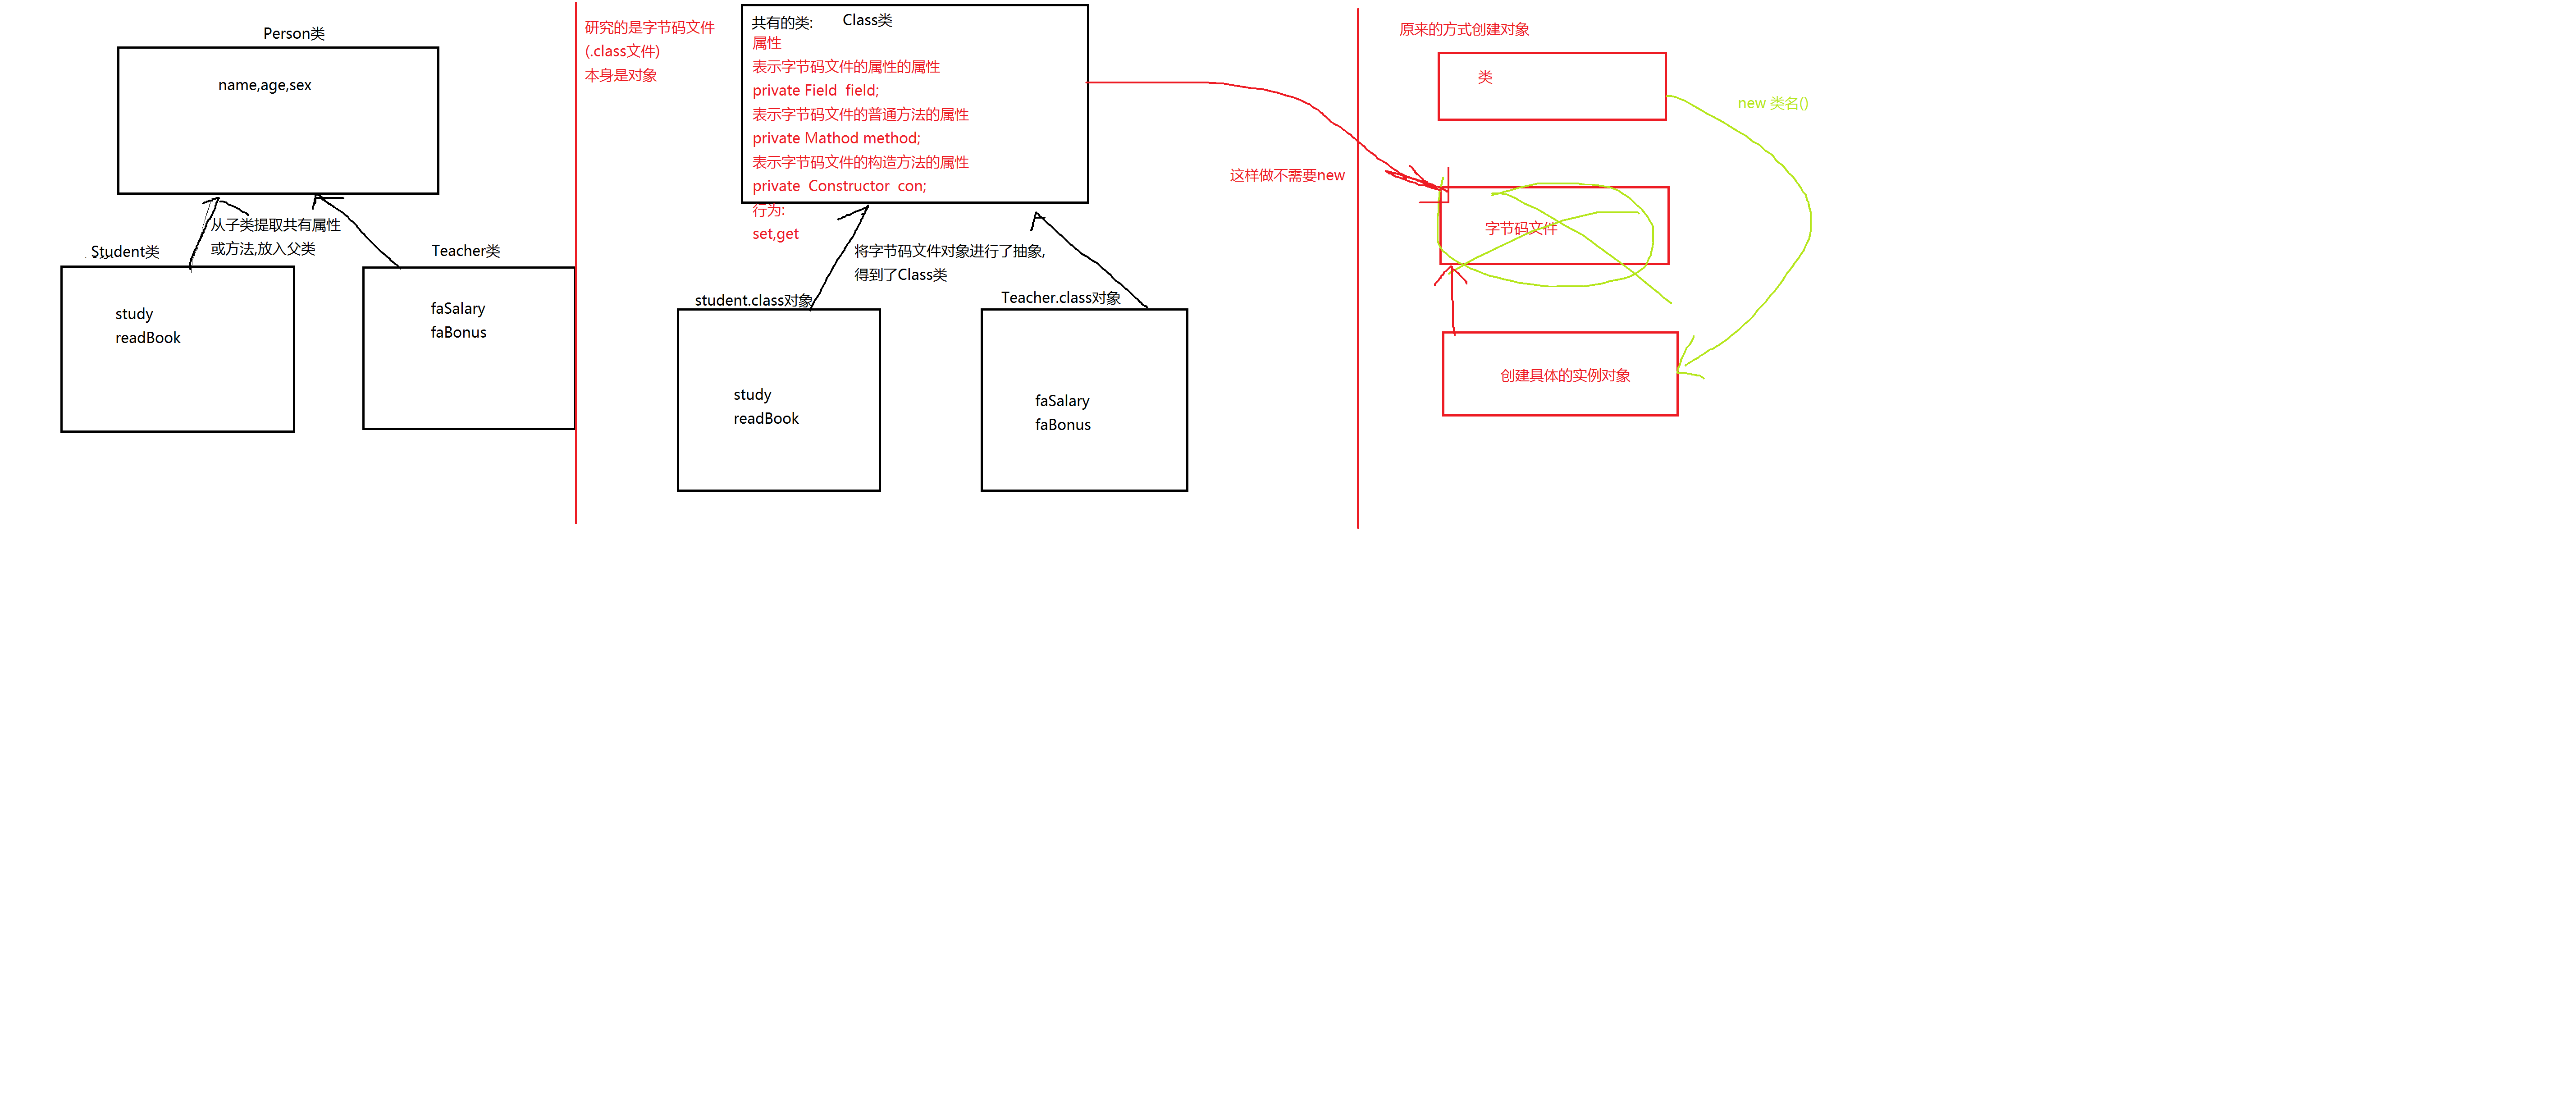 Person类
name,age,sex
从子类提取共有属性
或方法,放入父类
Student类
study
readBook
Teacher类
faSalary
faBonus
研究的是字节码文件
(.class文件)
本身是对象
共有的类:
Class类
属性
表示字节码文件的属性的属性
private Field  field;
表示字节码文件的普通方法的属性
private Mathod method;
表示字节码文件的构造方法的属性
private  Constructor  con;
行为:
set,get
将字节码文件对象进行了抽象,
得到了Class类
student.class对象
study
readBook
Teacher.class对象
faSalary
faBonus
这样做不需要new
原来的方式创建对象
类
new 类名()
字节码文件
创建具体的实例对象